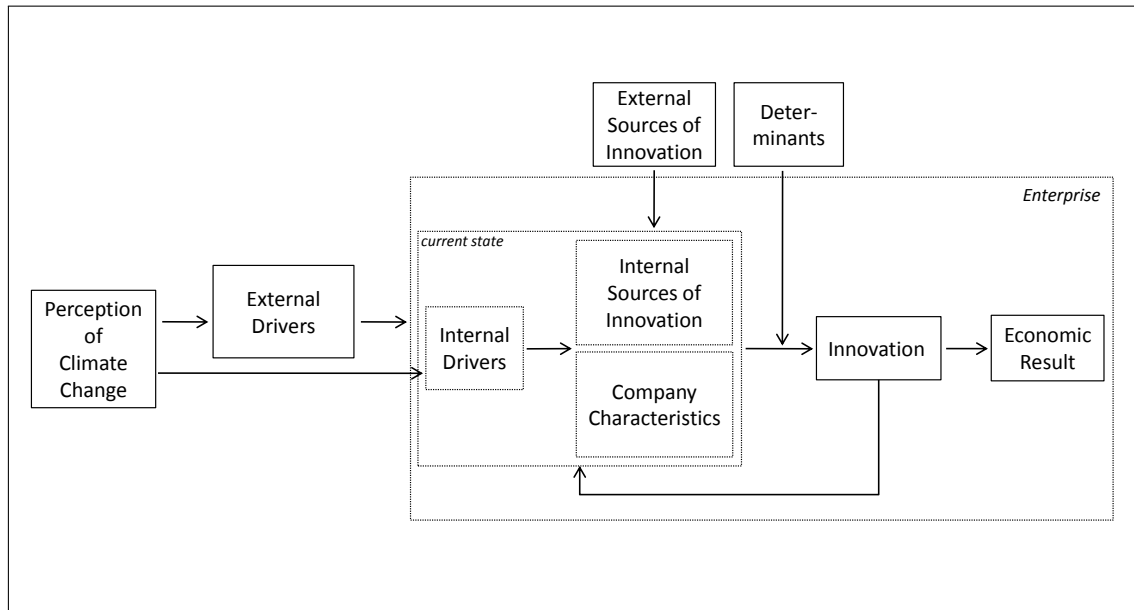 External
Sources of
Innovation
Deter-
minants
Enterprise
current state
Perception
of
Climate
Change
External
Drivers
Internal
Drivers
Internal
Sources of
Innovation
Company
Characteristics
Innovation
Economic
Result